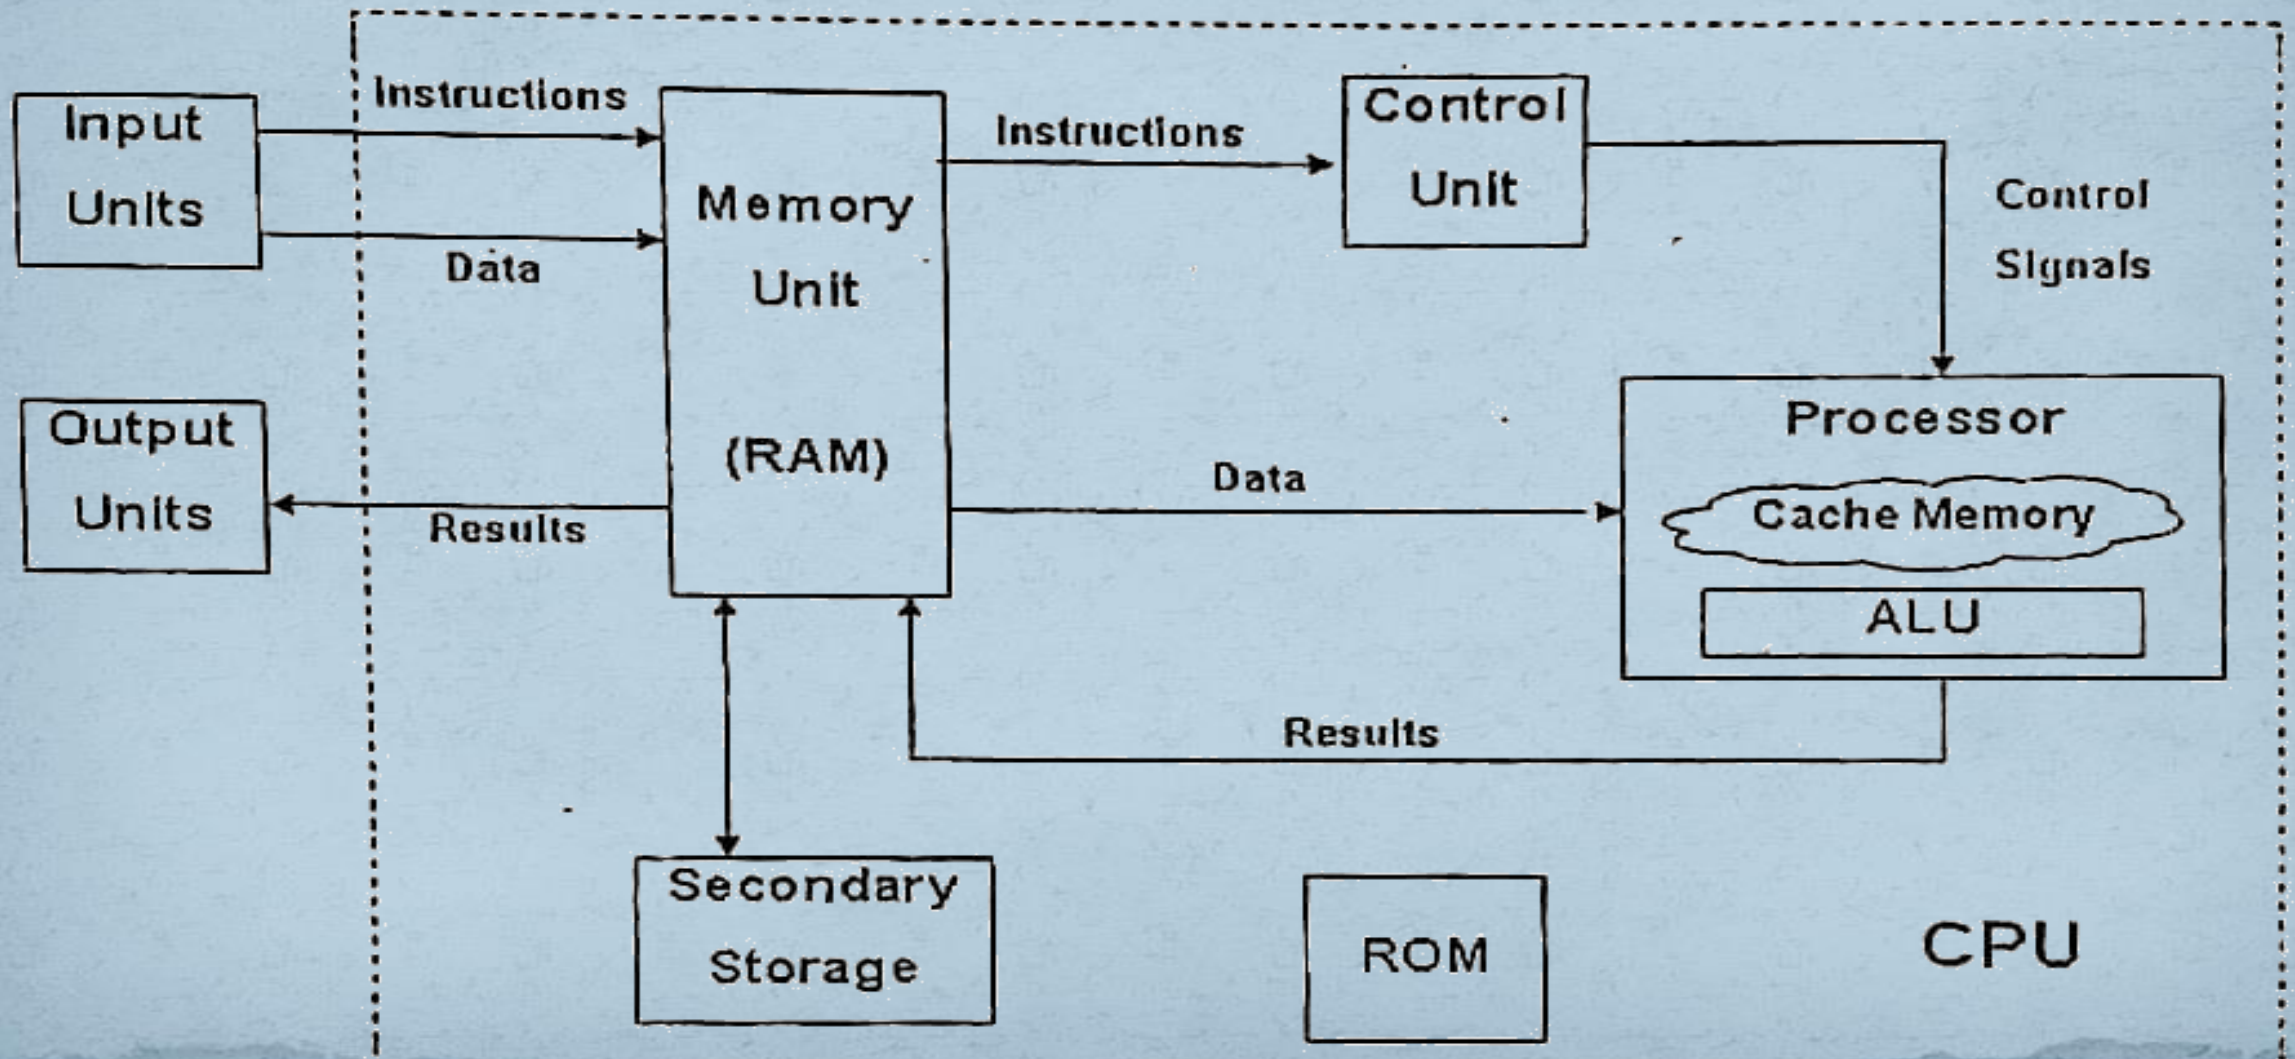 Input
Units
Instructions
Data
Memory
Unit
(RAM)
Instructions
Control
Unit
Control
Signals
Output
Units
Results
Data
Processor
Cache Memory
ALU
Results
Secondary
Storage
ROM
CPU